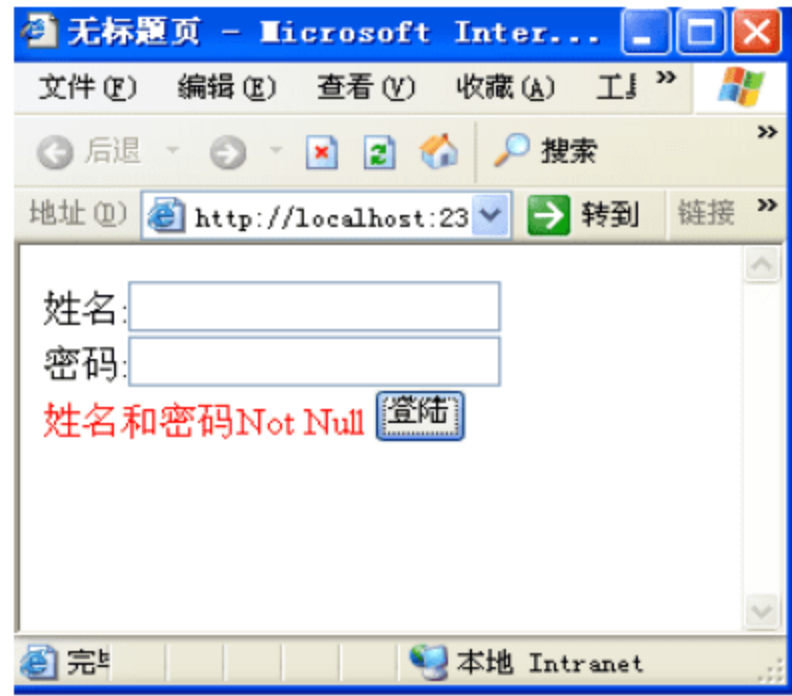 无标题页 - Microsoft Inter...
文件(F) 编辑(E) 查看(V) 收藏(A) »
后退 搜索 »
地址(D) http://localhost:23 转到 链接 »
姓名:
密码:
姓名和密码Not Null 登陆
本地 Intranet